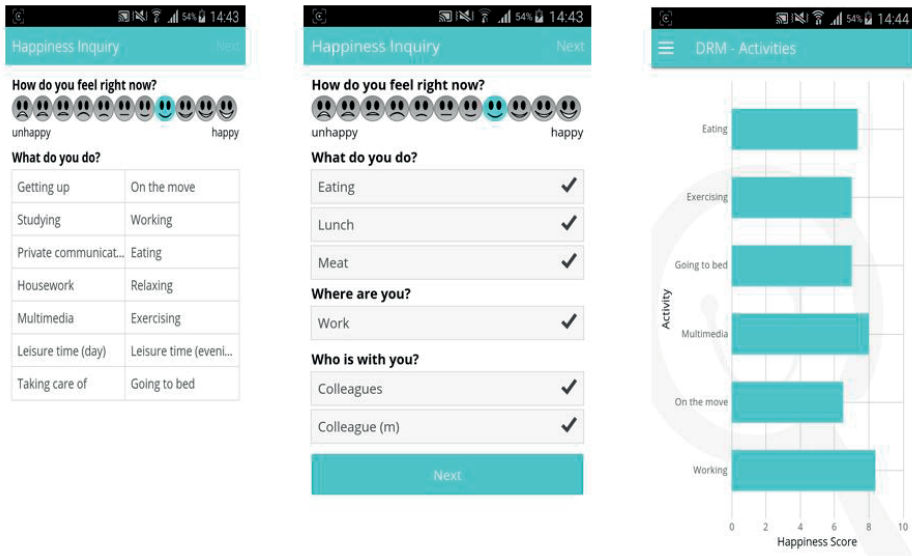 54% 14:43
Happiness Inquiry Next
How do you feel right now?
unhappy happy
What do you do?
Getting up On the move
Studying Working
Private communicat... Eating
Housework Relaxing
Multimedia Exercising
Leisure time (day) Leisure time (eveni...
Taking care of Going to bed
54% 14:43
Happiness Inquiry Next
How do you feel right now?
unhappy happy
What do you do?
Eating
Lunch
Meat
Where are you?
Work
Who is with you?
Colleagues
Colleague (m)
Next
54% 14:44
DRM - Activities
Eating
Exercising
Going to bed
Activity
Multimedia
On the move
Working
0 2 4 6 8 10
Happiness Score